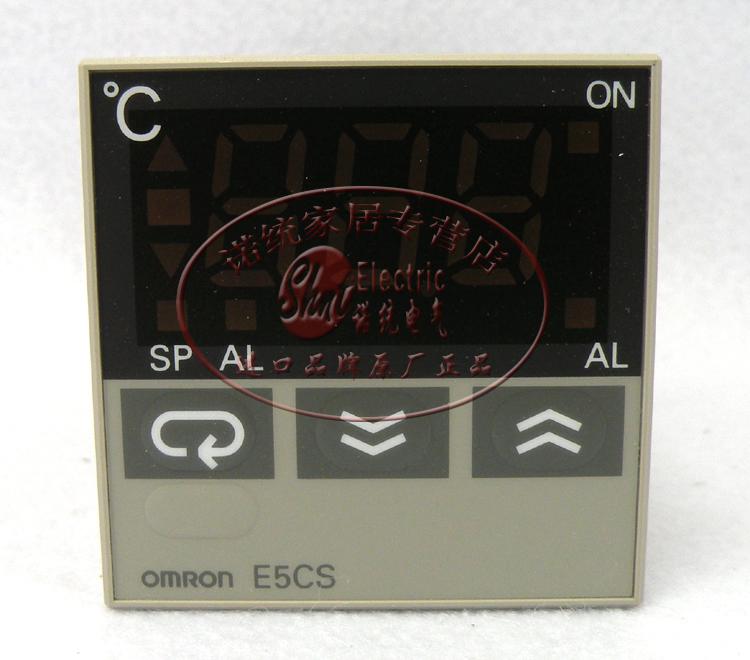 ℃
ON
诺统家居专营店
Shnt Electric
诺统电气
进口品牌原厂正品
SP AL
AL
OMRON E5CS